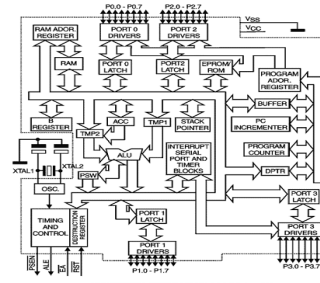 P0.0 - P0.7
P2.0 - P2.7
VSS
VCC
RAM ADDR
REGISTER
PORT 0
DRIVERS
PORT 2
DRIVERS
RAM
PORT 0
LATCH
PORT2
LATCH
EPROM/
ROM
PROGRAM
ADDR.
REGISTER
BUFFER
B
REGISTER
ACC
TMP2
TMP1
STACK
POINTER
PC
INCREMENTER
ALU
INTERRUPT
SERIAL
PORT AND
TIMER
BLOCKS
PROGRAM
COUNTER
XTAL1
XTAL2
PSW
DPTR
OSC.
TIMING
AND
CONTROL
DESTRUCTION
REGISTER
PORT 1
LATCH
PORT 3
LATCH
PORT 1
DRIVERS
PORT 3
DRIVERS
PSEN
ALE
EA
RST
P1.0 - P1.7
P3.0 - P3.7